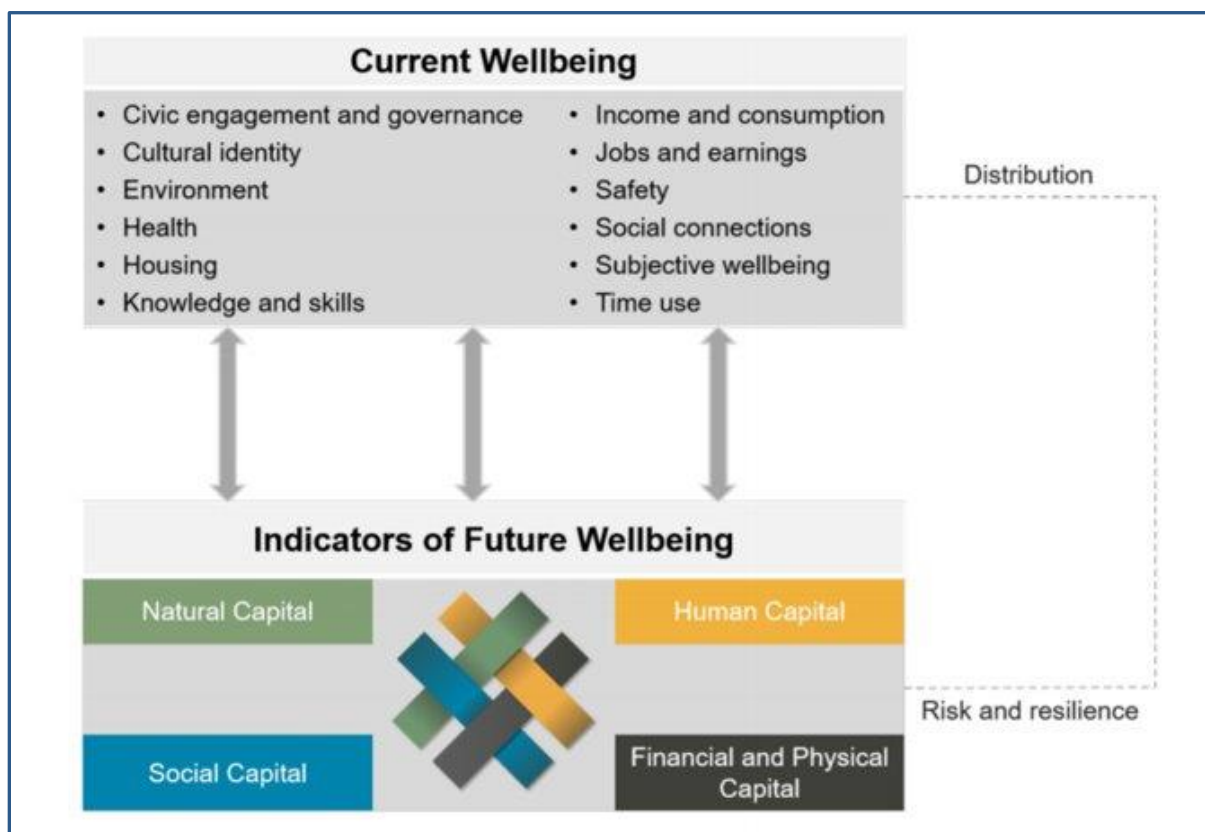 Current Wellbeing
• Civic engagement and governance
• Cultural identity
• Environment
• Health
• Housing
• Knowledge and skills
• Income and consumption
• Jobs and earnings
• Safety
• Social connections
• Subjective wellbeing
• Time use
Distribution
Indicators of Future Wellbeing
Natural Capital
Human Capital
Risk and resilience
Social Capital
Financial and Physical
Capital